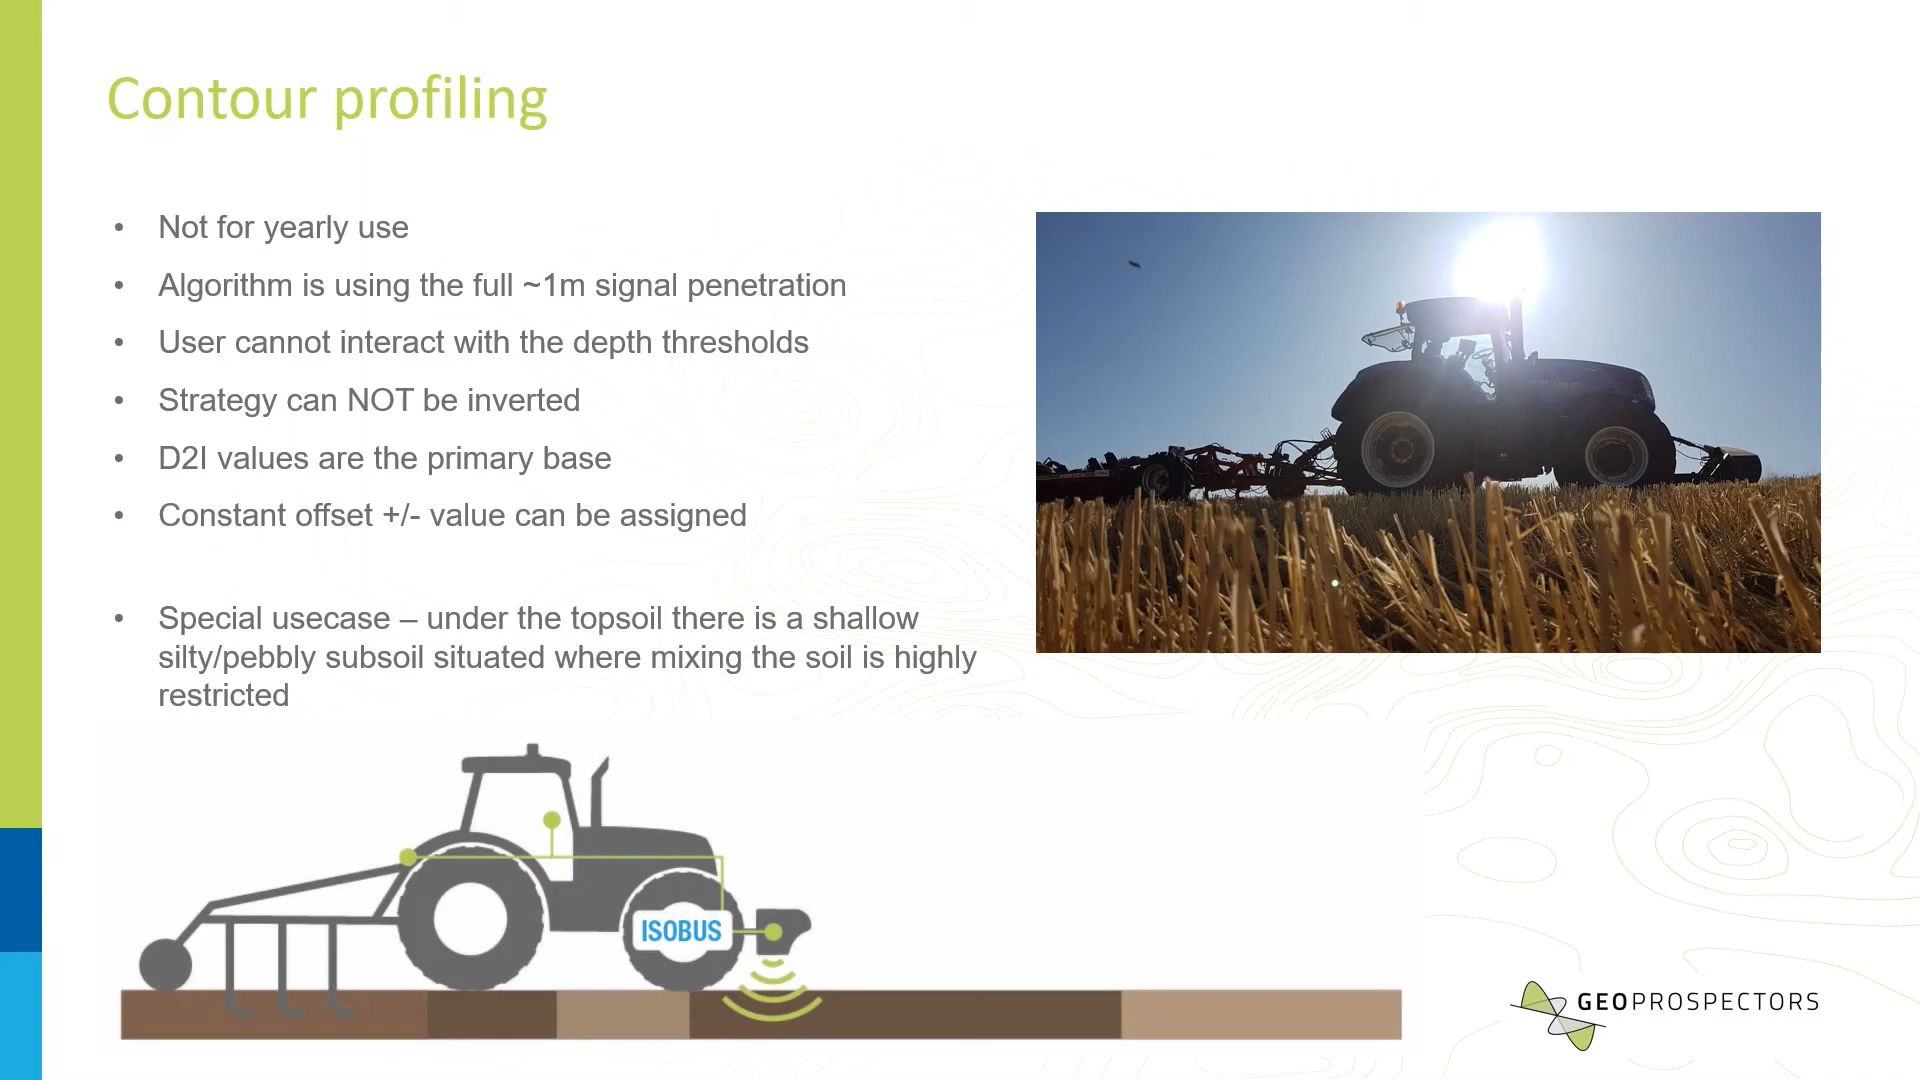 Contour profiling
• Not for yearly use
• Algorithm is using the full ~1m signal penetration
• User cannot interact with the depth thresholds
• Strategy can NOT be inverted
• D2I values are the primary base
• Constant offset +/- value can be assigned
• Special usecase – under the topsoil there is a shallow
silty/pebbly subsoil situated where mixing the soil is highly
restricted
ISOBUS
GEOPROSPECTORS